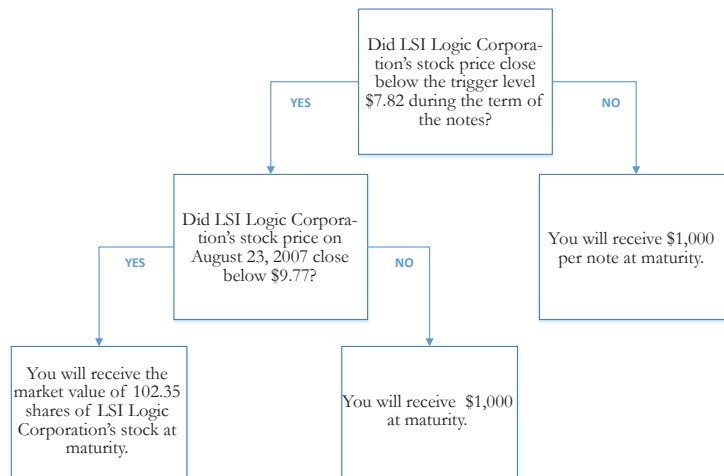 Did LSI Logic Corpora-
tion's stock price close
below the trigger level
$7.82 during the term of
the notes?
YES
NO
Did LSI Logic Corpora-
tion's stock price on
August 23, 2007 close
below $9.77?
You will receive $1,000
per note at maturity.
YES
NO
You will receive the
market value of 102.35
shares of LSI Logic
Corporation's stock at
maturity.
You will receive $1,000
at maturity.